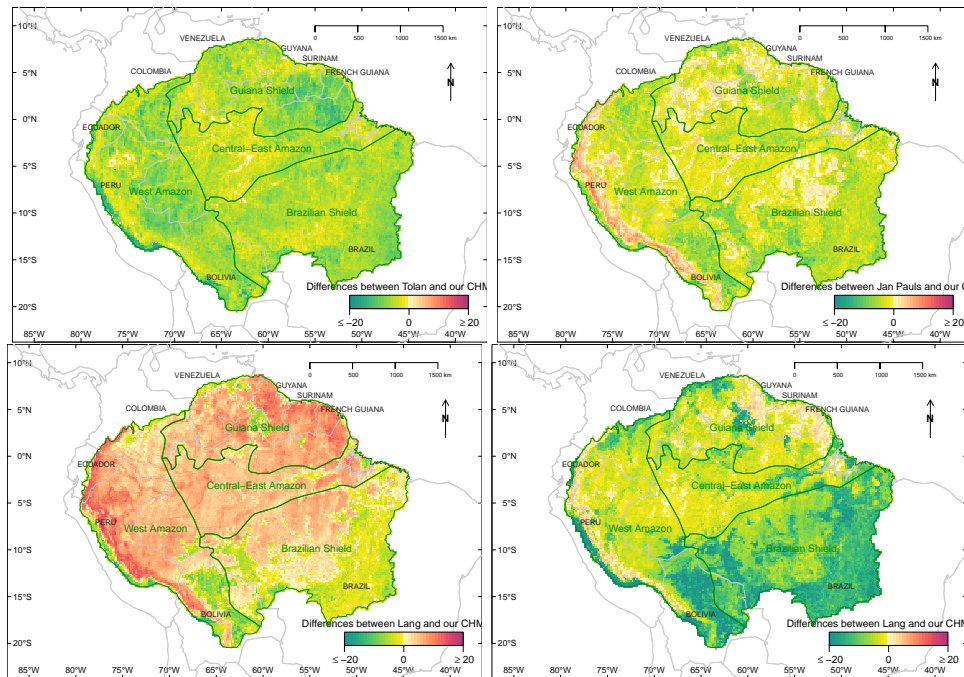 10°N
5°N
0°N
5°S
10°S
15°S
20°S
85°W 80°W 75°W 70°W 65°W 60°W 55°W 50°W 45°W 40°W
VENEZUELA
GUYANA
SURINAM
COLOMBIA
FRENCH GUIANA
Guiana Shield
ECUADOR
Central–East Amazon
PERU
West Amazon
Brazilian Shield
BRAZIL
BOLIVIA
0 500 1000 1500 km
N
Differences between Tolan and our CHM
≤ −20 0 ≥ 20
10°N
5°N
0°N
5°S
10°S
15°S
20°S
85°W 80°W 75°W 70°W 65°W 60°W 55°W 50°W 45°W 40°W
VENEZUELA
GUYANA
SURINAM
COLOMBIA
FRENCH GUIANA
Guiana Shield
ECUADOR
Central–East Amazon
PERU
West Amazon
Brazilian Shield
BRAZIL
BOLIVIA
0 500 1000 1500 km
N
Differences between Jan Pauls and our C
≤ −20 0 ≥ 20
10°N
5°N
0°N
5°S
10°S
15°S
20°S
85°W 80°W 75°W 70°W 65°W 60°W 55°W 50°W 45°W 40°W
VENEZUELA
GUYANA
SURINAM
COLOMBIA
FRENCH GUIANA
Guiana Shield
ECUADOR
Central–East Amazon
PERU
West Amazon
Brazilian Shield
BRAZIL
BOLIVIA
0 500 1000 1500 km
N
Differences between Lang and our CHM
≤ −20 0 ≥ 20
10°N
5°N
0°N
5°S
10°S
15°S
20°S
85°W 80°W 75°W 70°W 65°W 60°W 55°W 50°W 45°W 40°W
VENEZUELA
GUYANA
SURINAM
COLOMBIA
FRENCH GUIANA
Guiana Shield
ECUADOR
Central–East Amazon
PERU
West Amazon
Brazilian Shield
BRAZIL
BOLIVIA
0 500 1000 1500 km
N
Differences between Lang and our CHM
≤ −20 0 ≥ 20